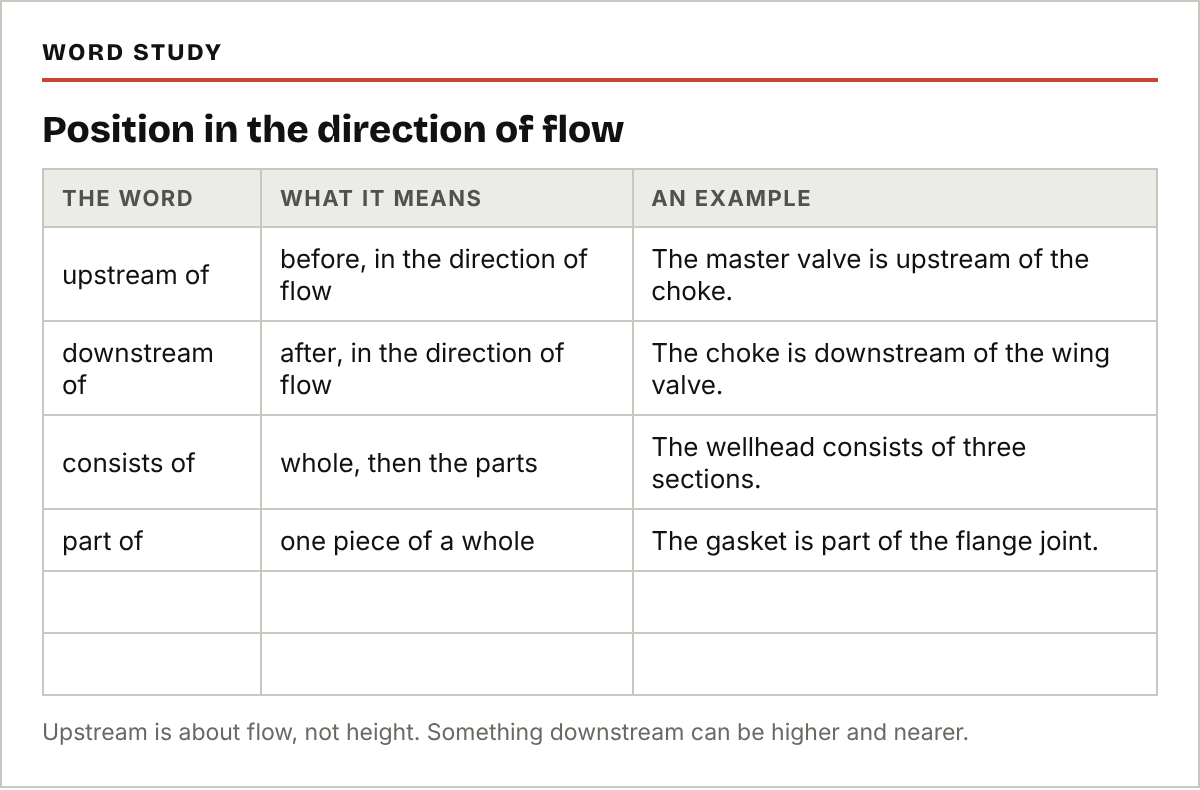 WORD STUDY
Position in the direction of flow
THE WORD
WHAT IT MEANS
AN EXAMPLE
upstream of
before, in the direction of
flow
The master valve is upstream of the
choke.
downstream
of
after, in the direction of
flow
The choke is downstream of the wing
valve.
consists of
whole, then the parts
The wellhead consists of three
sections.
part of
one piece of a whole
The gasket is part of the flange joint.
Upstream is about flow, not height. Something downstream can be higher and nearer.